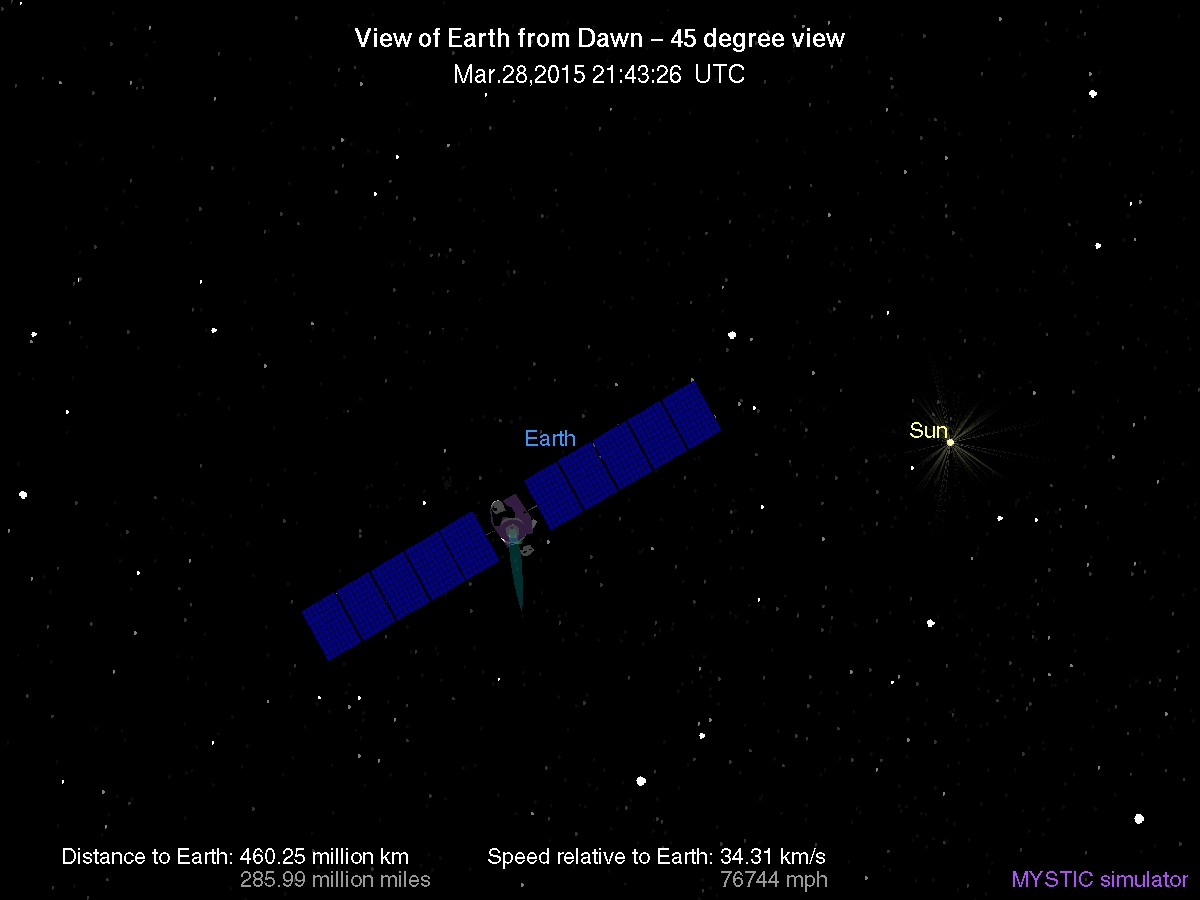 View of Earth from Dawn – 45 degree view
Mar.28,2015 21:43:26 UTC
Sun
Earth
Distance to Earth: 460.25 million km
285.99 million miles
Speed relative to Earth: 34.31 km/s
76744 mph
MYSTIC simulator